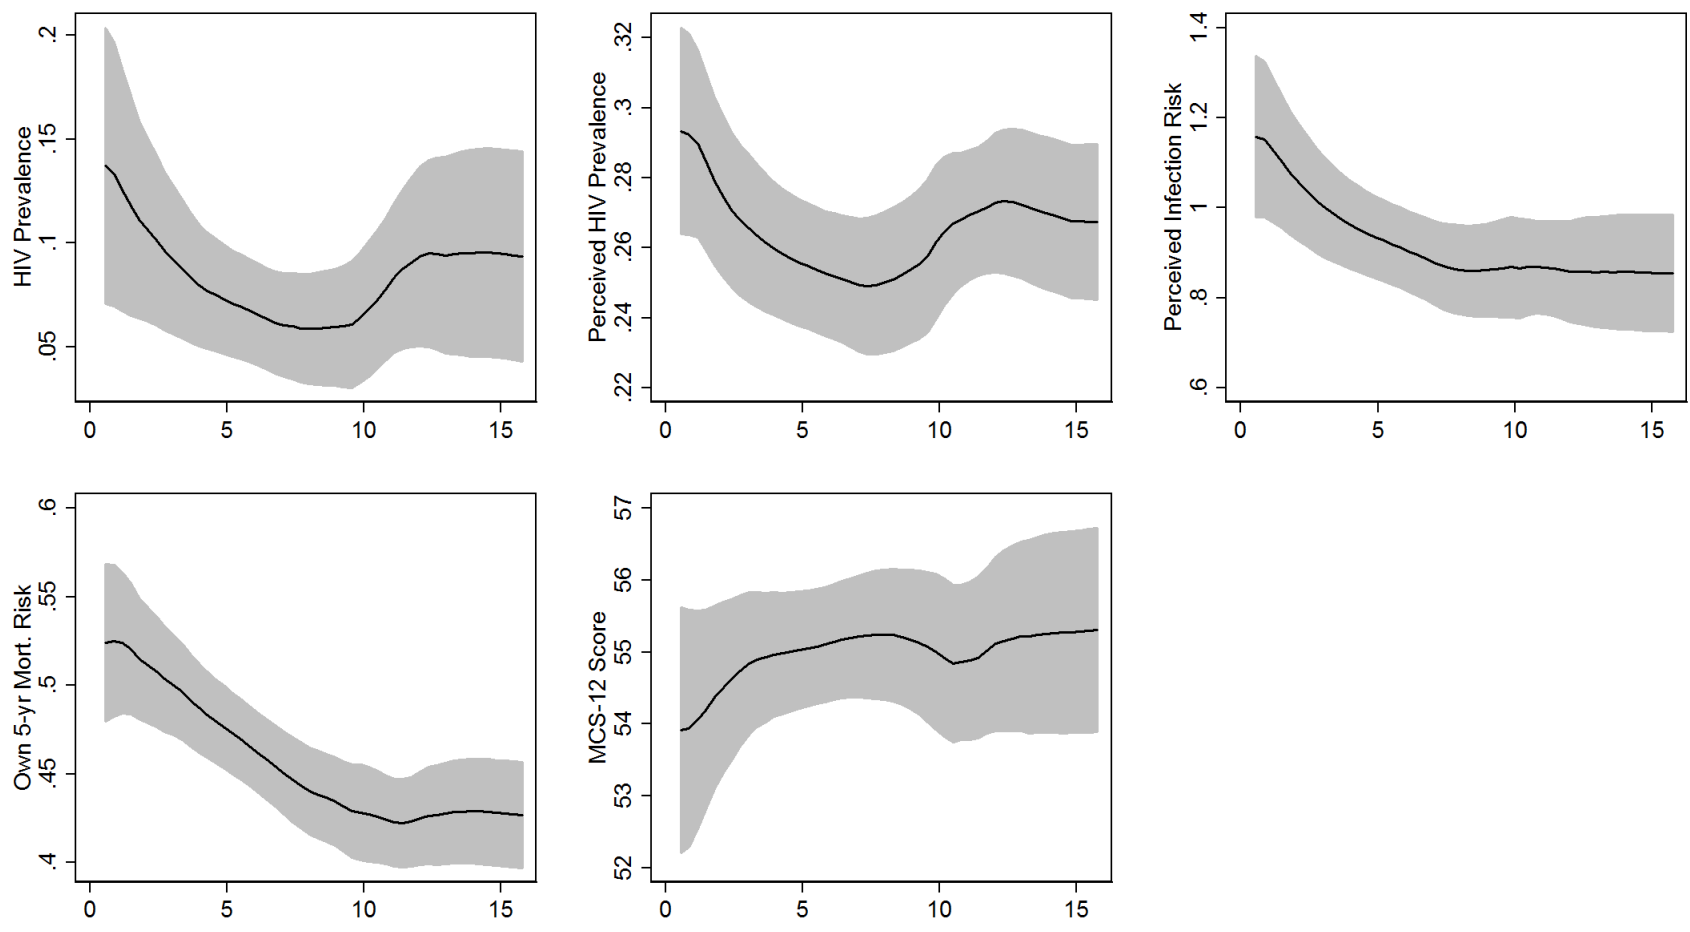 HIV Prevalence
.2
.15
.1
.05
0 5 10 15
Perceived HIV Prevalence
.32
.3
.28
.26
.24
.22
0 5 10 15
Perceived Infection Risk
1.4
1.2
1
.8
.6
0 5 10 15
Own 5-yr Mort. Risk
.6
.55
.5
.45
.4
0 5 10 15
MCS-12 Score
57
56
55
54
53
52
0 5 10 15